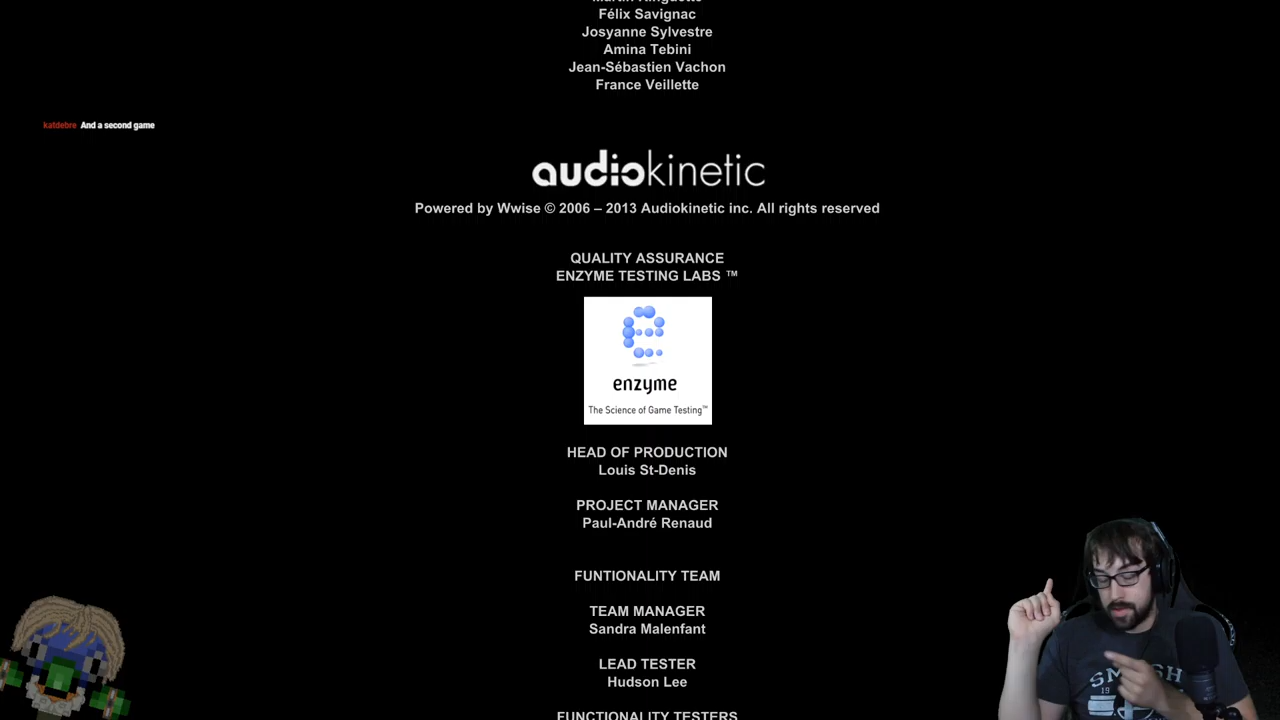 Félix Savignac
Josyanne Sylvestre
Amina Tebini
Jean-Sébastien Vachon
France Veillette
katdebre And a second game
audiokinetic
Powered by Wwise © 2006 – 2013 Audiokinetic inc. All rights reserved
QUALITY ASSURANCE
ENZYME TESTING LABS ™
enzyme
The Science of Game Testing™
HEAD OF PRODUCTION
Louis St-Denis
PROJECT MANAGER
Paul-André Renaud
FUNTIONALITY TEAM
TEAM MANAGER
Sandra Malenfant
LEAD TESTER
Hudson Lee
FUNCTIONALITY TESTERS